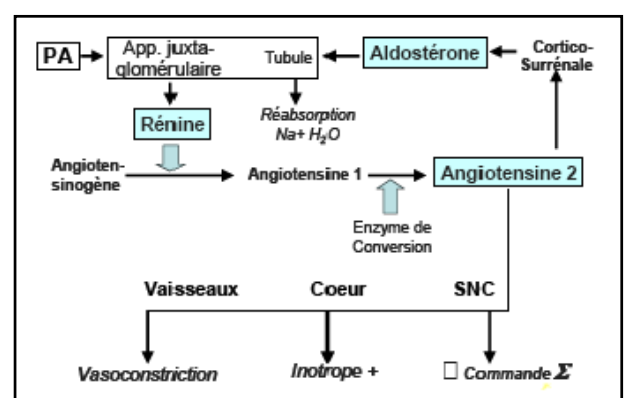 PA
App. juxta-
glomérulaire
Tubule
Aldostérone
Cortico-
Surrénale
Rénine
Réabsorption
Na+ H₂O
Angioten-
sinogène
Angiotensine 1
Angiotensine 2
Enzyme de
Conversion
Vaisseaux Coeur SNC
Vasoconstriction
Inotrope +
□ Commande Σ